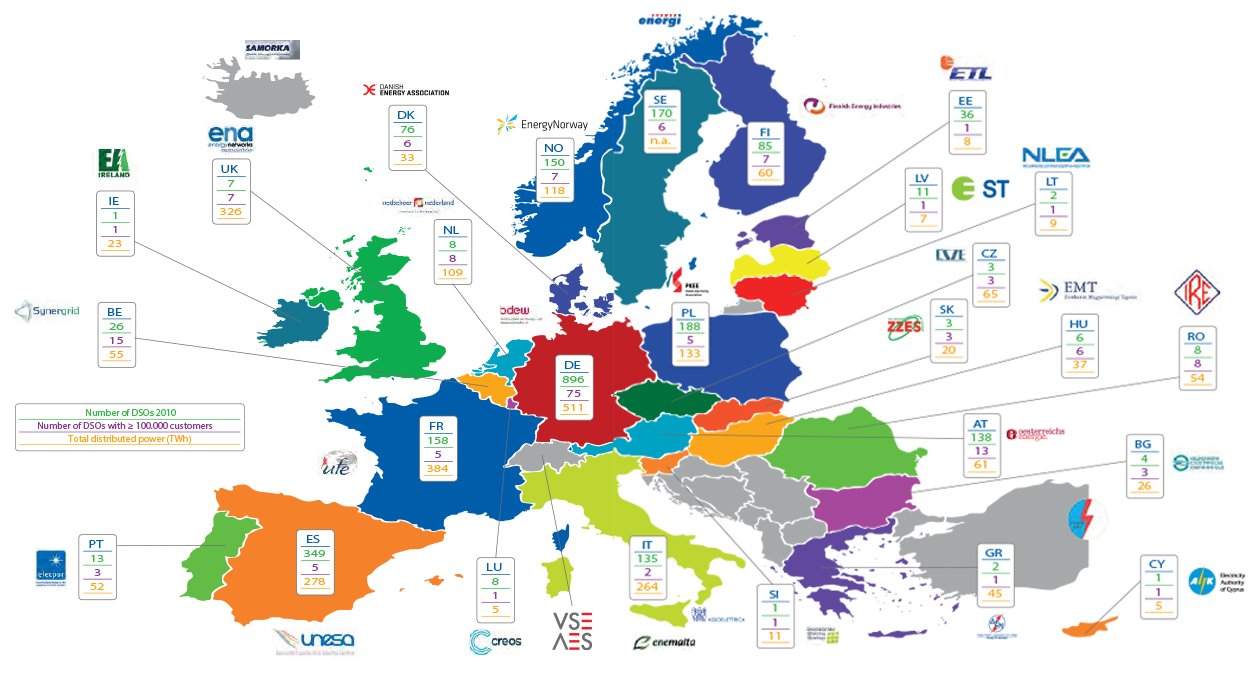 energi
SAMORKA
DANISH
ENERGY ASSOCIATION
ETL
Finnish Energy Industries
EnergyNorway
ena
energy networks
association
EA
IRELAND
NLEA
ST
netbeheer nederland
DK
76
6
33
SE
170
6
n.a.
EE
36
1
8
NO
150
7
118
FI
85
7
60
UK
7
7
326
LV
11
1
7
LT
2
1
9
IE
1
1
23
NL
8
8
109
CZ
3
3
65
PKEE
EMT
IRE
Synergrid
bdew
ZZES
BE
26
15
55
PL
188
5
133
SK
3
3
20
HU
6
6
37
RO
8
8
54
DE
896
75
511
Number of DSOs 2010
Number of DSOs with ≥ 100.000 customers
Total distributed power (TWh)
FR
158
5
384
AT
138
13
61
oesterreichs
energie.
BG
4
3
26
ufe
PT
13
3
52
elecpor
ES
349
5
278
LU
8
1
5
IT
135
2
264
GR
2
1
45
CY
1
1
5
Electricity
Authority
of Cyprus
SI
1
1
11
unesa
creos
VSE
AES
ASSOELETTRICA
enemalta